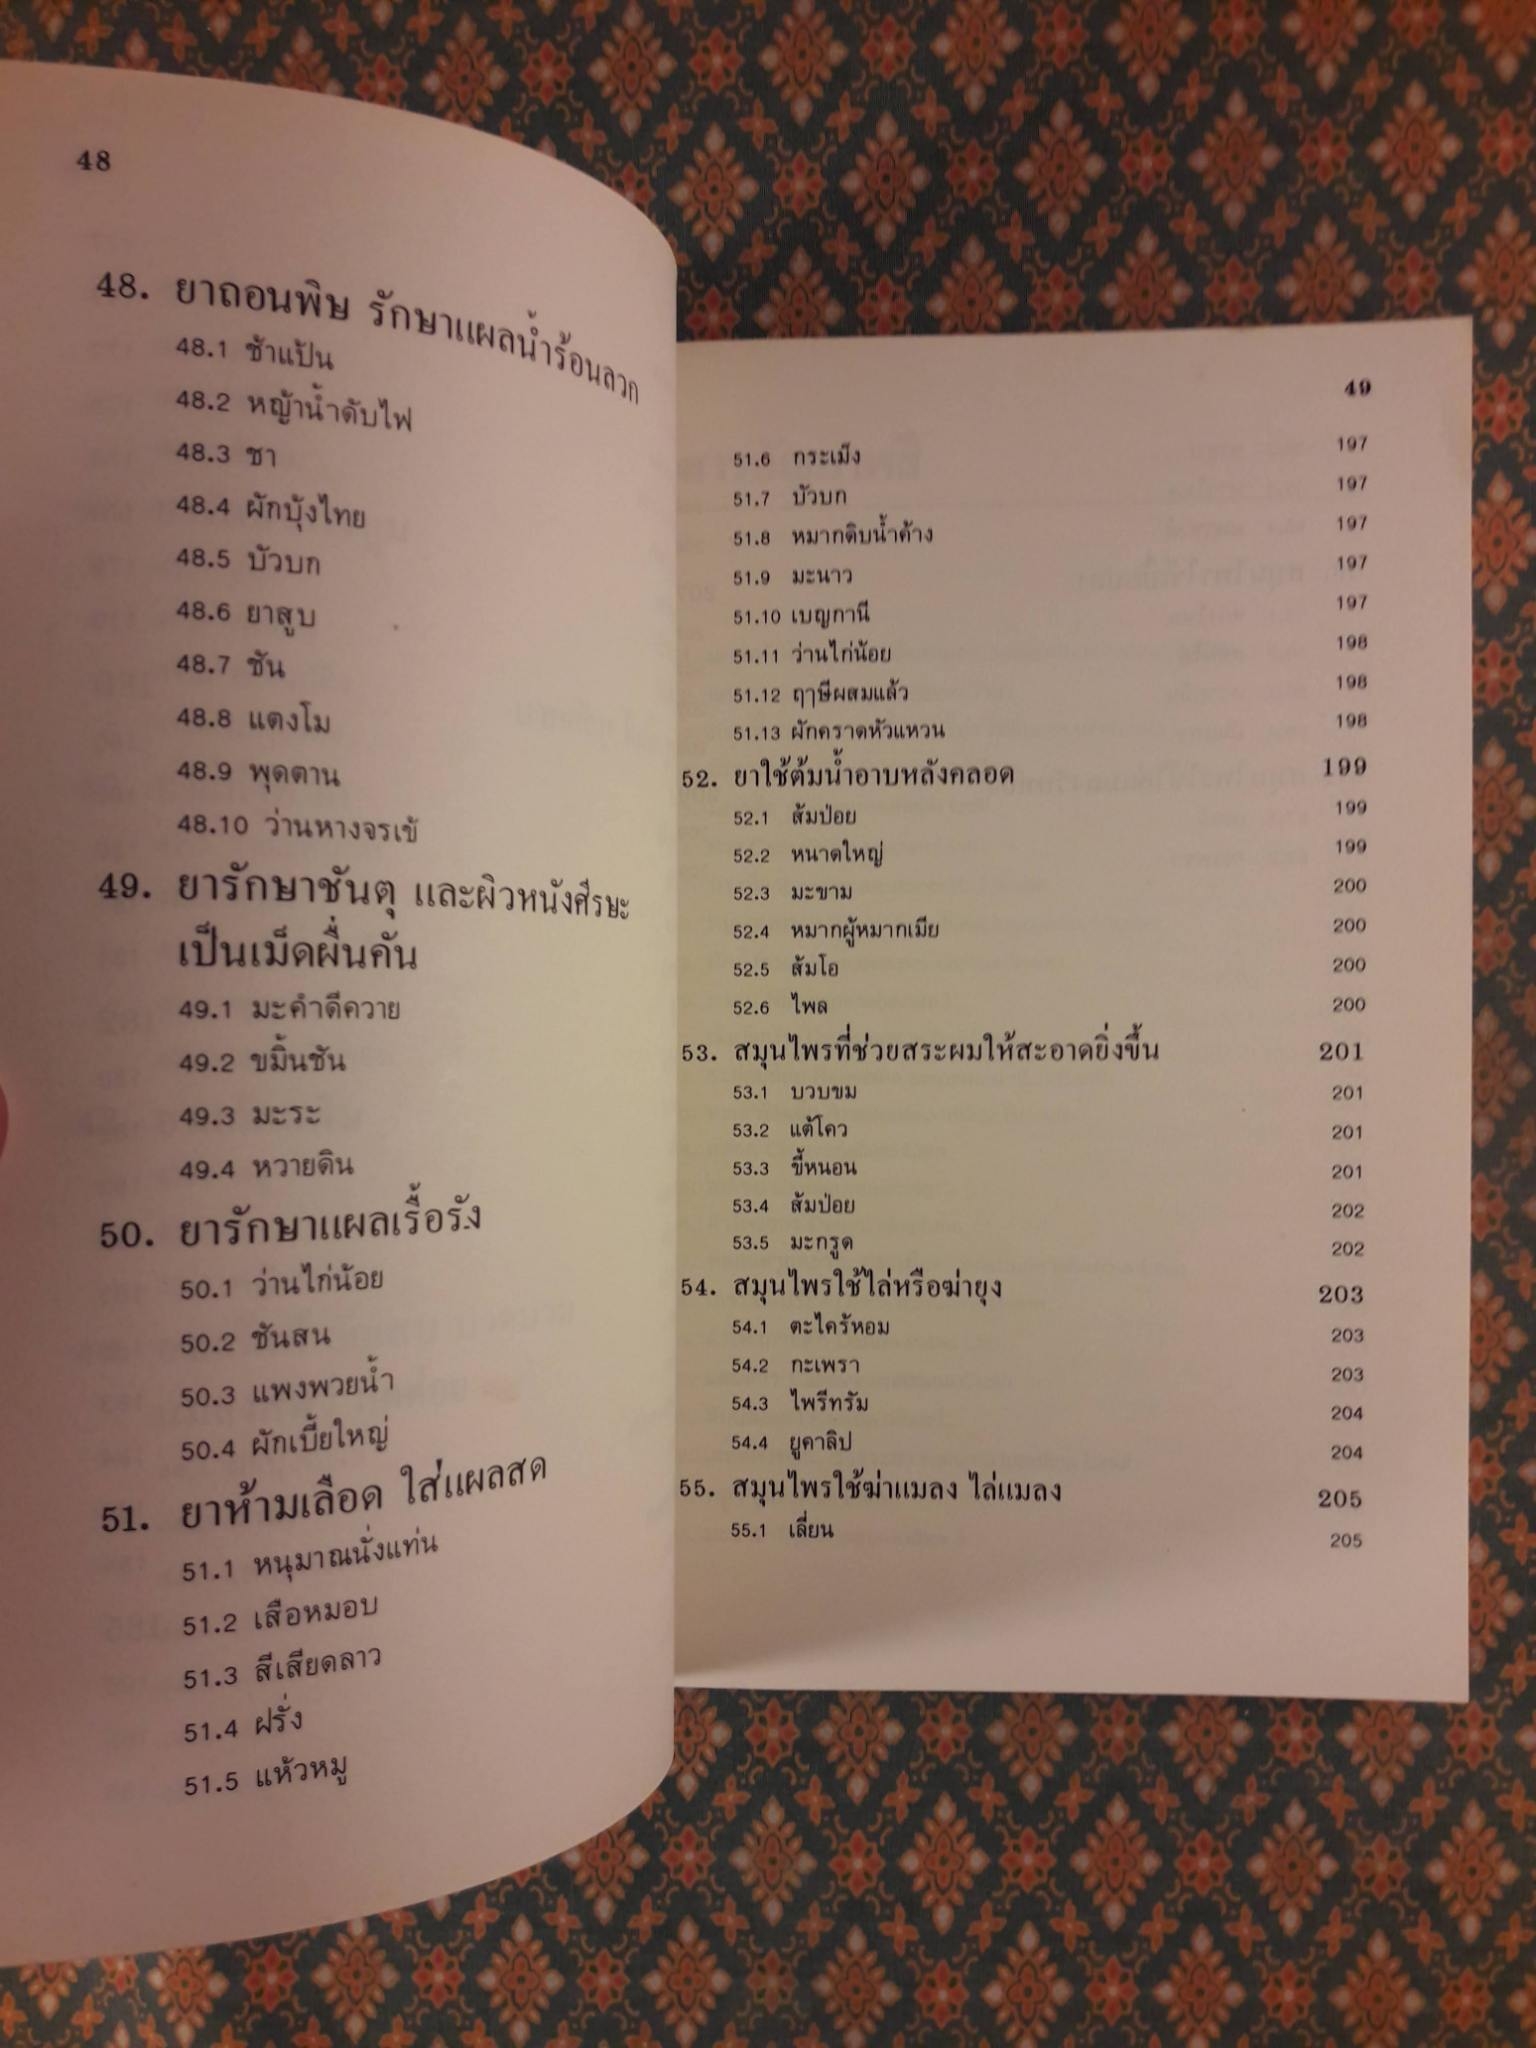 48
48. ยาถอนพิษ รักษาแผลน้ำร้อนลวก
48.1 ช้าแป้น
48.2 หญ้าน้ำดับไฟ
48.3 ชา
48.4 ผักบุ้งไทย
48.5 บัวบก
48.6 ยาสูบ
48.7 ชัน
48.8 แตงโม
48.9 พุดตาน
48.10 ว่านหางจรเข้
49. ยารักษาชันตุ และผิวหนังศีรษะ
เป็นเม็ดผื่นคัน
49.1 มะคำดีควาย
49.2 ขมิ้นชัน
49.3 มะระ
49.4 หวายดิน
50. ยารักษาแผลเรื้อรัง
50.1 ว่านไก่น้อย
50.2 ชันสน
50.3 แพงพวยน้ำ
50.4 ผักเบี้ยใหญ่
51. ยาห้ามเลือด ใส่แผลสด
51.1 หนุมาณนั่งแท่น
51.2 เสือหมอบ
51.3 สีเสียดลาว
51.4 ฝรั่ง
51.5 แห้วหมู
49
51.6 กระเม็ง 197
51.7 บัวบก 197
51.8 หมากดิบน้ำค้าง 197
51.9 มะนาว 197
51.10 เบญกานี 197
51.11 ว่านไก่น้อย 198
51.12 ฤๅษีผสมแล้ว 198
51.13 ผักคราดหัวแหวน 198
52. ยาใช้ต้มน้ำอาบหลังคลอด 199
52.1 ส้มป่อย 199
52.2 หนาดใหญ่ 199
52.3 มะขาม 200
52.4 หมากผู้หมากเมีย 200
52.5 ส้มโอ 200
52.6 ไพล 200
53. สมุนไพรที่ช่วยสระผมให้สะอาดยิ่งขึ้น 201
53.1 บวบขม 201
53.2 แต้โคว 201
53.3 ขี้หนอน 201
53.4 ส้มป่อย 202
53.5 มะกรูด 202
54. สมุนไพรใช้ไล่หรือฆ่ายุง 203
54.1 ตะไคร้หอม 203
54.2 กะเพรา 203
54.3 ไพรีทรัม 204
54.4 ยูคาลิป 204
55. สมุนไพรใช้ฆ่าแมลง ไล่แมลง 205
55.1 เลี่ยน 205